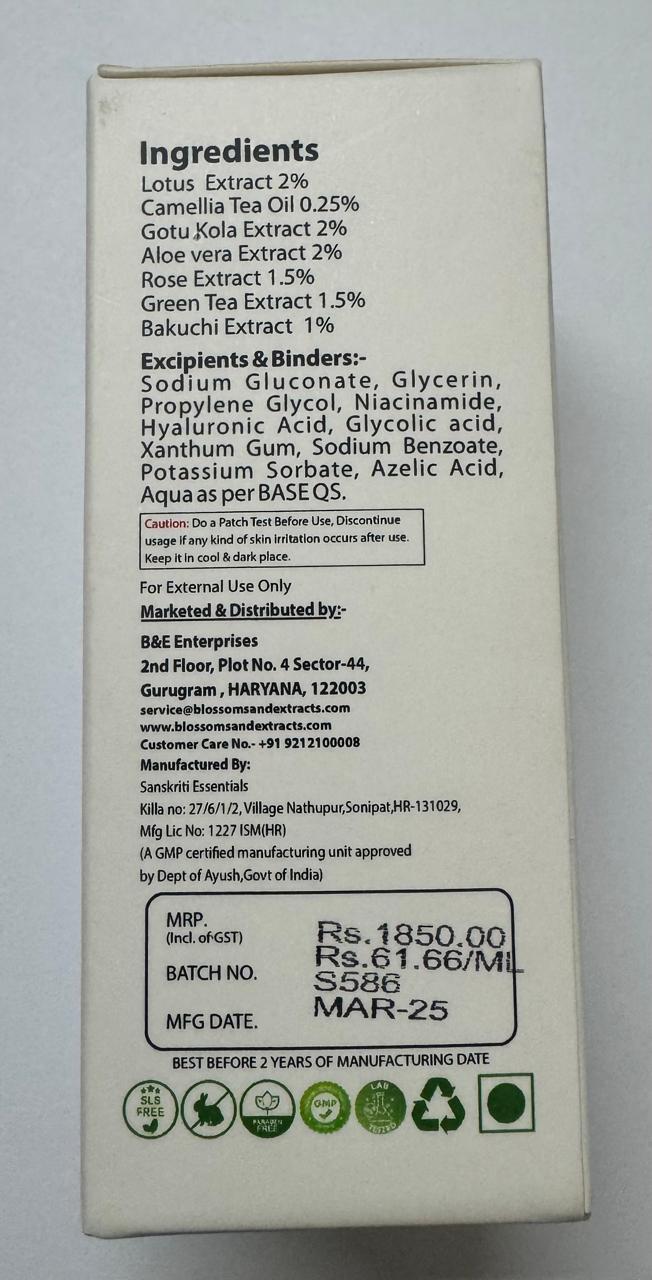 Ingredients
Lotus Extract 2%
Camellia Tea Oil 0.25%
Gotu Kola Extract 2%
Aloe vera Extract 2%
Rose Extract 1.5%
Green Tea Extract 1.5%
Bakuchi Extract 1%
Excipients & Binders:-
Sodium Gluconate, Glycerin,
Propylene Glycol, Niacinamide,
Hyaluronic Acid, Glycolic acid,
Xanthum Gum, Sodium Benzoate,
Potassium Sorbate, Azelic Acid,
Aqua as per BASE QS.
Caution: Do a Patch Test Before Use, Discontinue
usage if any kind of skin irritation occurs after use.
Keep it in cool & dark place.
For External Use Only
Marketed & Distributed by:-
B&E Enterprises
2nd Floor, Plot No. 4 Sector-44,
Gurugram , HARYANA, 122003
service@blossomsandextracts.com
www.blossomsandextracts.com
Customer Care No.- +91 9212100008
Manufactured By:
Sanskriti Essentials
Killa no: 27/6/1/2, Village Nathupur,Sonipat,HR-131029,
Mfg Lic No: 1227 ISM(HR)
(A GMP certified manufacturing unit approved
by Dept of Ayush,Govt of India)
MRP. Rs.1850.00
(Incl. of GST) Rs.61.66/ML
BATCH NO. S586
MFG DATE. MAR-25
BEST BEFORE 2 YEARS OF MANUFACTURING DATE
SLS
FREE
PARABEN
FREE
GMP
LAB
TESTED